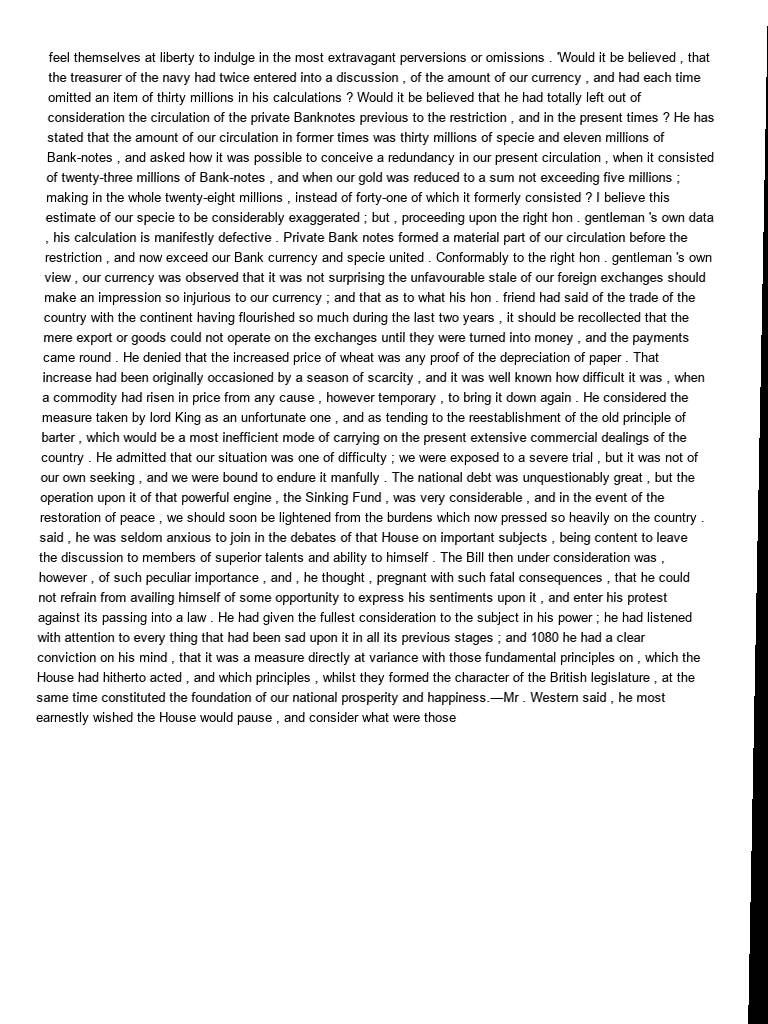 feel themselves at liberty to indulge in the most extravagant perversions or omissions . 'Would it be believed , that
the treasurer of the navy had twice entered into a discussion , of the amount of our currency , and had each time
omitted an item of thirty millions in his calculations ? Would it be believed that he had totally left out of
consideration the circulation of the private Banknotes previous to the restriction , and in the present times ? He has
stated that the amount of our circulation in former times was thirty millions of specie and eleven millions of
Bank-notes , and asked how it was possible to conceive a redundancy in our present circulation , when it consisted
of twenty-three millions of Bank-notes , and when our gold was reduced to a sum not exceeding five millions ;
making in the whole twenty-eight millions , instead of forty-one of which it formerly consisted ? I believe this
estimate of our specie to be considerably exaggerated ; but , proceeding upon the right hon . gentleman 's own data
, his calculation is manifestly defective . Private Bank notes formed a material part of our circulation before the
restriction , and now exceed our Bank currency and specie united . Conformably to the right hon . gentleman 's own
view , our currency was observed that it was not surprising the unfavourable stale of our foreign exchanges should
make an impression so injurious to our currency ; and that as to what his hon . friend had said of the trade of the
country with the continent having flourished so much during the last two years , it should be recollected that the
mere export or goods could not operate on the exchanges until they were turned into money , and the payments
came round . He denied that the increased price of wheat was any proof of the depreciation of paper . That
increase had been originally occasioned by a season of scarcity , and it was well known how difficult it was , when
a commodity had risen in price from any cause , however temporary , to bring it down again . He considered the
measure taken by lord King as an unfortunate one , and as tending to the reestablishment of the old principle of
barter , which would be a most inefficient mode of carrying on the present extensive commercial dealings of the
country . He admitted that our situation was one of difficulty ; we were exposed to a severe trial , but it was not of
our own seeking , and we were bound to endure it manfully . The national debt was unquestionably great , but the
operation upon it of that powerful engine , the Sinking Fund , was very considerable , and in the event of the
restoration of peace , we should soon be lightened from the burdens which now pressed so heavily on the country .
said , he was seldom anxious to join in the debates of that House on important subjects , being content to leave
the discussion to members of superior talents and ability to himself . The Bill then under consideration was ,
however , of such peculiar importance , and , he thought , pregnant with such fatal consequences , that he could
not refrain from availing himself of some opportunity to express his sentiments upon it , and enter his protest
against its passing into a law . He had given the fullest consideration to the subject in his power ; he had listened
with attention to every thing that had been sad upon it in all its previous stages ; and 1080 he had a clear
conviction on his mind , that it was a measure directly at variance with those fundamental principles on , which the
House had hitherto acted , and which principles , whilst they formed the character of the British legislature , at the
same time constituted the foundation of our national prosperity and happiness.—Mr . Western said , he most
earnestly wished the House would pause , and consider what were those